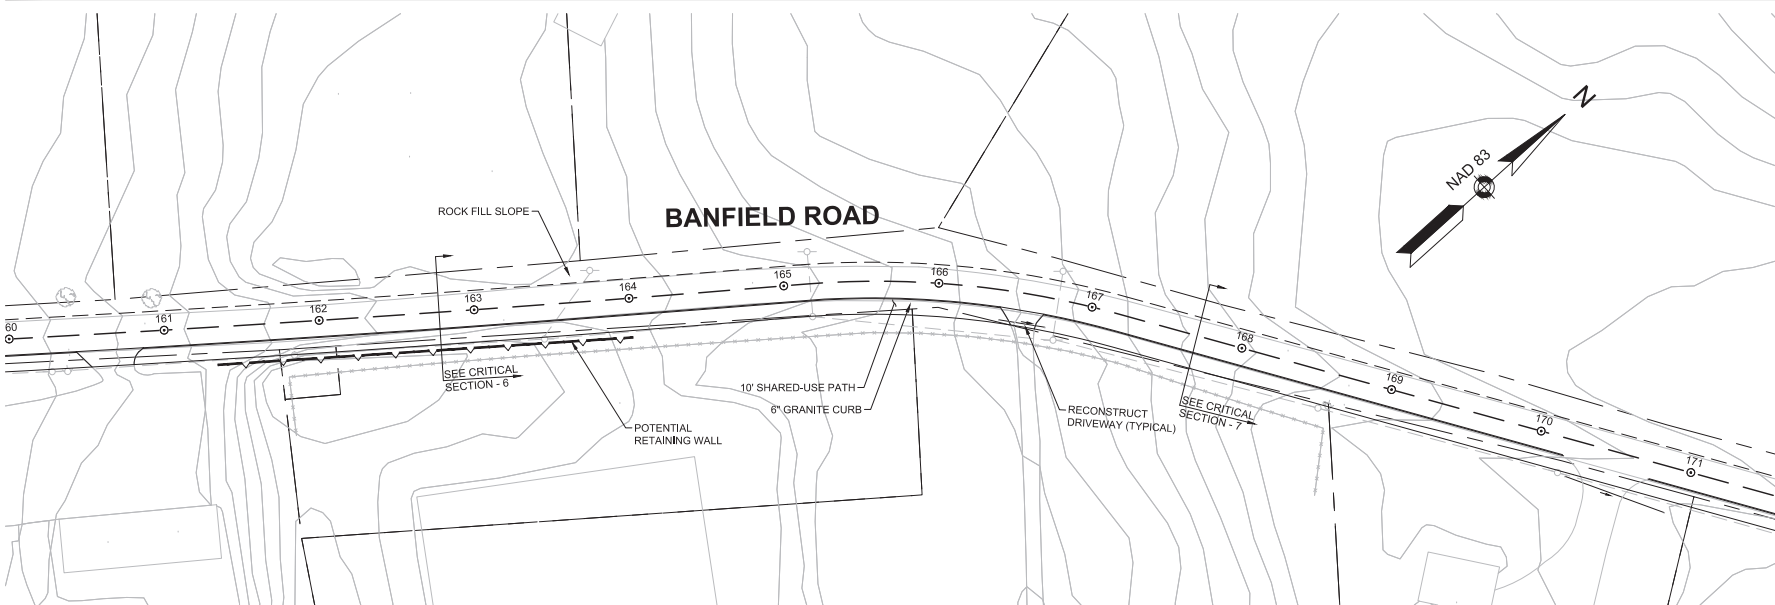 N
NAD 83
ROCK FILL SLOPE
BANFIELD ROAD
60
161
162
163
164
165
166
167
168
169
170
171
SEE CRITICAL
SECTION - 6
10' SHARED-USE PATH
6" GRANITE CURB
POTENTIAL
RETAINING WALL
RECONSTRUCT
DRIVEWAY (TYPICAL)
SEE CRITICAL
SECTION - 7